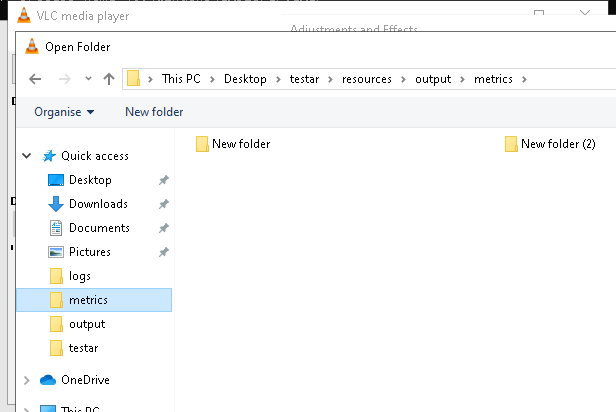 VLC media player
Adjustments and Effects
Open Folder
This PC > Desktop > testar > resources > output > metrics >
Organise New folder
New folder New folder (2)
Quick access
Desktop
Downloads
Documents
Pictures
logs
metrics
output
testar
OneDrive
This PC